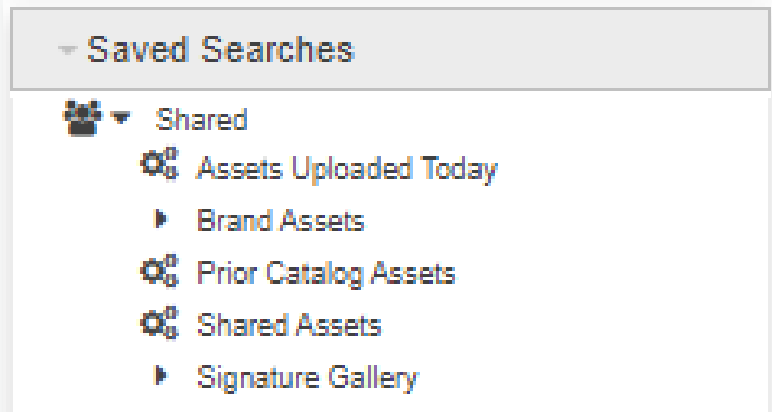 Saved Searches
Shared
Assets Uploaded Today
Brand Assets
Prior Catalog Assets
Shared Assets
Signature Gallery